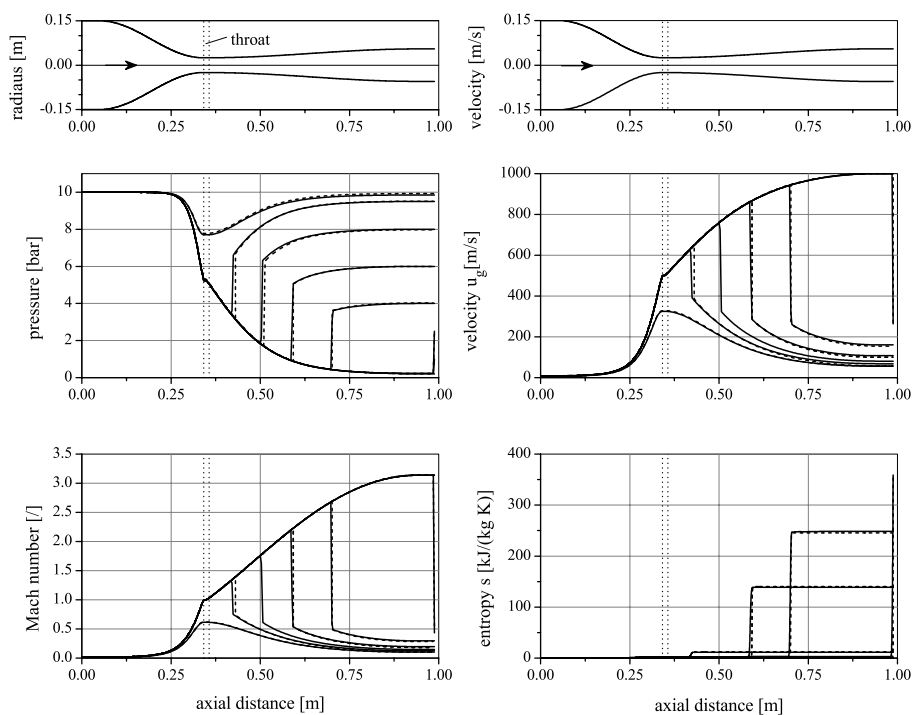 radiaus [m]
0.15
0.00
-0.15
throat
0.00 0.25 0.50 0.75 1.00
velocity [m/s]
0.15
0.00
-0.15
0.00 0.25 0.50 0.75 1.00
pressure [bar]
10
8
6
4
2
0
0.00 0.25 0.50 0.75 1.00
velocity ug[m/s]
1000
800
600
400
200
0
0.00 0.25 0.50 0.75 1.00
Mach number [/]
3.5
3.0
2.5
2.0
1.5
1.0
0.5
0.0
0.00 0.25 0.50 0.75 1.00
axial distance [m]
entropy s [kJ/(kg K)]
400
300
200
100
0
0.00 0.25 0.50 0.75 1.00
axial distance [m]